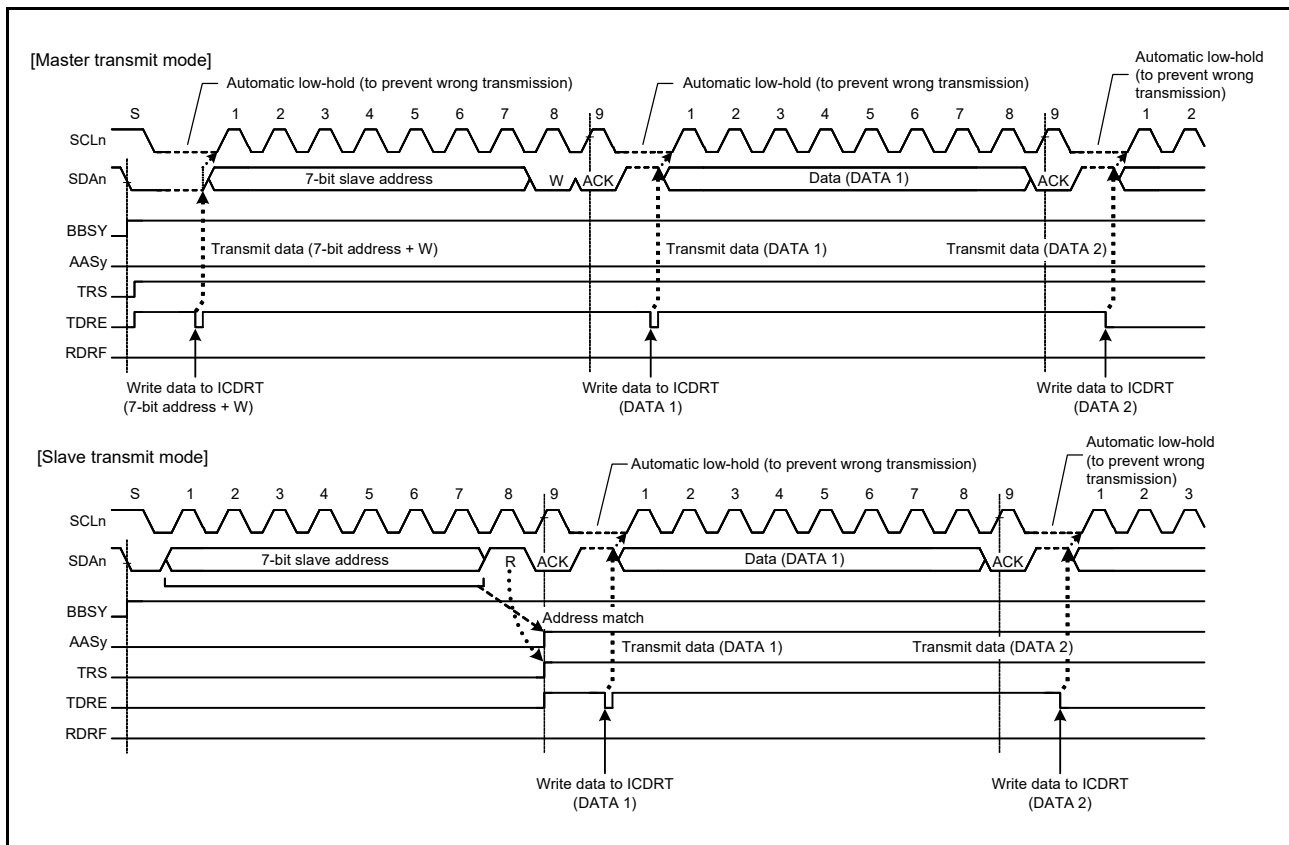 [Master transmit mode]
Automatic low-hold (to prevent wrong transmission)
Automatic low-hold (to prevent wrong transmission)
Automatic low-hold
(to prevent wrong
transmission)
S 1 2 3 4 5 6 7 8 9 1 2 3 4 5 6 7 8 9 1 2
SCLn
SDAn 7-bit slave address W ACK Data (DATA 1) ACK
BBSY
Transmit data (7-bit address + W) Transmit data (DATA 1) Transmit data (DATA 2)
AASy
TRS
TDRE
RDRF
Write data to ICDRT
(7-bit address + W)
Write data to ICDRT
(DATA 1)
Write data to ICDRT
(DATA 2)
[Slave transmit mode]
Automatic low-hold (to prevent wrong transmission)
Automatic low-hold
(to prevent wrong
transmission)
S 1 2 3 4 5 6 7 8 9 1 2 3 4 5 6 7 8 9 1 2 3
SCLn
SDAn 7-bit slave address R ACK Data (DATA 1) ACK
BBSY
Address match
AASy
Transmit data (DATA 1) Transmit data (DATA 2)
TRS
TDRE
RDRF
Write data to ICDRT
(DATA 1)
Write data to ICDRT
(DATA 2)